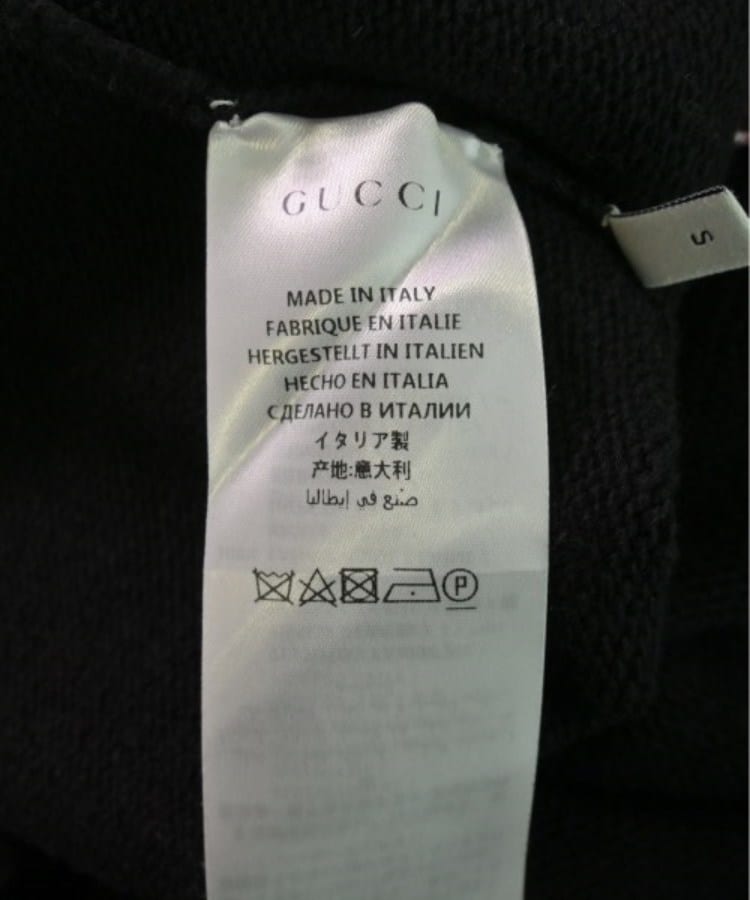 GUCCI
MADE IN ITALY
FABRIQUE EN ITALIE
HERGESTELLT IN ITALIEN
HECHO EN ITALIA
СДЕЛАНО В ИТАЛИИ
イタリア製
产地:意大利
صنع في إيطاليا
P
S